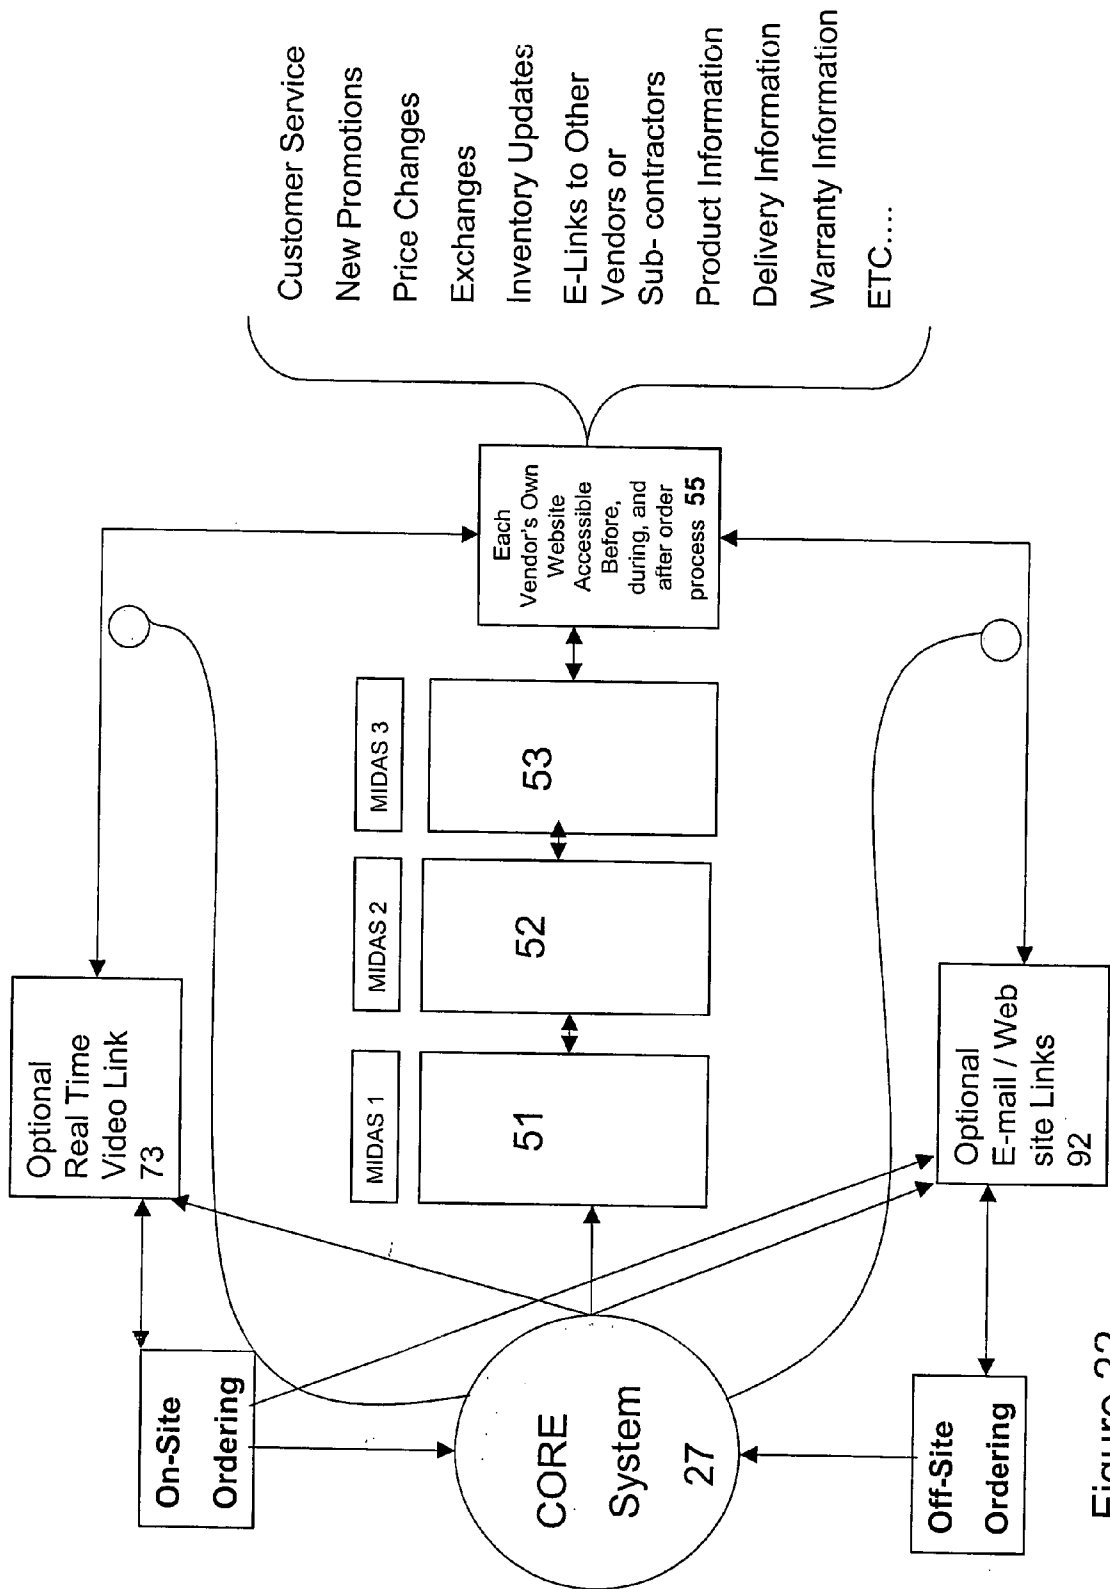 On-Site
Ordering
Optional
Real Time
Video Link
73
CORE
System
27
MIDAS 1
51
MIDAS 2
52
MIDAS 3
53
Each
Vendor's Own
Website
Accessible
Before,
during, and
after order
process 55
Customer Service
New Promotions
Price Changes
Exchanges
Inventory Updates
E-Links to Other
Vendors or
Sub- contractors
Product Information
Delivery Information
Warranty Information
ETC....
Off-Site
Ordering
Optional
E-mail / Web
site Links
92
Figure